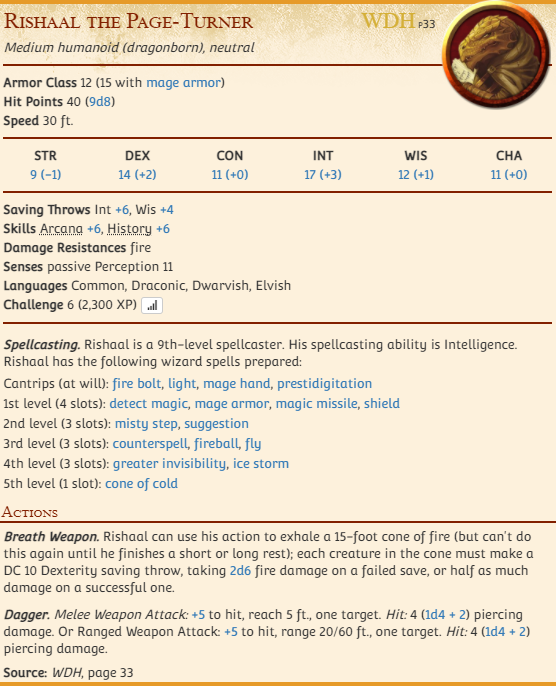 Rishaal the Page-Turner WDH P33
Medium humanoid (dragonborn), neutral
Armor Class 12 (15 with mage armor)
Hit Points 40 (9d8)
Speed 30 ft.
STR DEX CON INT WIS CHA
9 (−1) 14 (+2) 11 (+0) 17 (+3) 12 (+1) 11 (+0)
Saving Throws Int +6, Wis +4
Skills Arcana +6, History +6
Damage Resistances fire
Senses passive Perception 11
Languages Common, Draconic, Dwarvish, Elvish
Challenge 6 (2,300 XP)
Spellcasting. Rishaal is a 9th-level spellcaster. His spellcasting ability is Intelligence.
Rishaal has the following wizard spells prepared:
Cantrips (at will): fire bolt, light, mage hand, prestidigitation
1st level (4 slots): detect magic, mage armor, magic missile, shield
2nd level (3 slots): misty step, suggestion
3rd level (3 slots): counterspell, fireball, fly
4th level (3 slots): greater invisibility, ice storm
5th level (1 slot): cone of cold
Actions
Breath Weapon. Rishaal can use his action to exhale a 15-foot cone of fire (but can't do
this again until he finishes a short or long rest); each creature in the cone must make a
DC 10 Dexterity saving throw, taking 2d6 fire damage on a failed save, or half as much
damage on a successful one.
Dagger. Melee Weapon Attack: +5 to hit, reach 5 ft., one target. Hit: 4 (1d4 + 2) piercing
damage. Or Ranged Weapon Attack: +5 to hit, range 20/60 ft., one target. Hit: 4 (1d4 + 2)
piercing damage.
Source: WDH, page 33